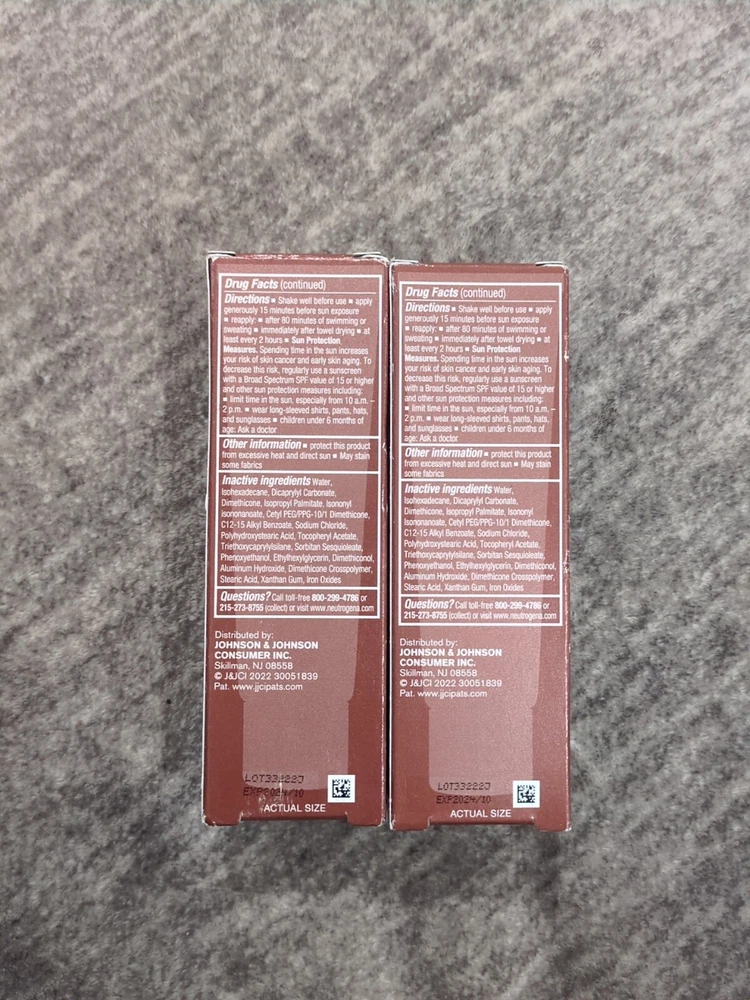 Drug Facts (continued)
Directions ▪ Shake well before use ▪ apply
generously 15 minutes before sun exposure
▪ reapply: ▪ after 80 minutes of swimming or
sweating ▪ immediately after towel drying ▪ at
least every 2 hours ▪ Sun Protection
Measures. Spending time in the sun increases
your risk of skin cancer and early skin aging. To
decrease this risk, regularly use a sunscreen
with a Broad Spectrum SPF value of 15 or higher
and other sun protection measures including:
▪ limit time in the sun, especially from 10 a.m. –
2 p.m. ▪ wear long-sleeved shirts, pants, hats,
and sunglasses ▪ children under 6 months of
age: Ask a doctor
Other information ▪ protect this product
from excessive heat and direct sun ▪ May stain
some fabrics
Inactive ingredients Water,
Isohexadecane, Dicaprylyl Carbonate,
Dimethicone, Isopropyl Palmitate, Isononyl
Isononanoate, Cetyl PEG/PPG-10/1 Dimethicone,
C12-15 Alkyl Benzoate, Sodium Chloride,
Polyhydroxystearic Acid, Tocopheryl Acetate,
Triethoxycaprylylsilane, Sorbitan Sesquioleate,
Phenoxyethanol, Ethylhexylglycerin, Dimethiconol,
Aluminum Hydroxide, Dimethicone Crosspolymer,
Stearic Acid, Xanthan Gum, Iron Oxides
Questions? Call toll-free 800-299-4786 or
215-273-8755 (collect) or visit www.neutrogena.com
Distributed by:
JOHNSON & JOHNSON
CONSUMER INC.
Skillman, NJ 08558
© J&JCI 2022 30051839
Pat. www.jjcipats.com
LOT33222J
EXP2024/10
ACTUAL SIZE
Drug Facts (continued)
Directions ▪ Shake well before use ▪ apply
generously 15 minutes before sun exposure
▪ reapply: ▪ after 80 minutes of swimming or
sweating ▪ immediately after towel drying ▪ at
least every 2 hours ▪ Sun Protection
Measures. Spending time in the sun increases
your risk of skin cancer and early skin aging. To
decrease this risk, regularly use a sunscreen
with a Broad Spectrum SPF value of 15 or higher
and other sun protection measures including:
▪ limit time in the sun, especially from 10 a.m. –
2 p.m. ▪ wear long-sleeved shirts, pants, hats,
and sunglasses ▪ children under 6 months of
age: Ask a doctor
Other information ▪ protect this product
from excessive heat and direct sun ▪ May stain
some fabrics
Inactive ingredients Water,
Isohexadecane, Dicaprylyl Carbonate,
Dimethicone, Isopropyl Palmitate, Isononyl
Isononanoate, Cetyl PEG/PPG-10/1 Dimethicone,
C12-15 Alkyl Benzoate, Sodium Chloride,
Polyhydroxystearic Acid, Tocopheryl Acetate,
Triethoxycaprylylsilane, Sorbitan Sesquioleate,
Phenoxyethanol, Ethylhexylglycerin, Dimethiconol,
Aluminum Hydroxide, Dimethicone Crosspolymer,
Stearic Acid, Xanthan Gum, Iron Oxides
Questions? Call toll-free 800-299-4786 or
215-273-8755 (collect) or visit www.neutrogena.com
Distributed by:
JOHNSON & JOHNSON
CONSUMER INC.
Skillman, NJ 08558
© J&JCI 2022 30051839
Pat. www.jjcipats.com
LOT33222J
EXP2024/10
ACTUAL SIZE